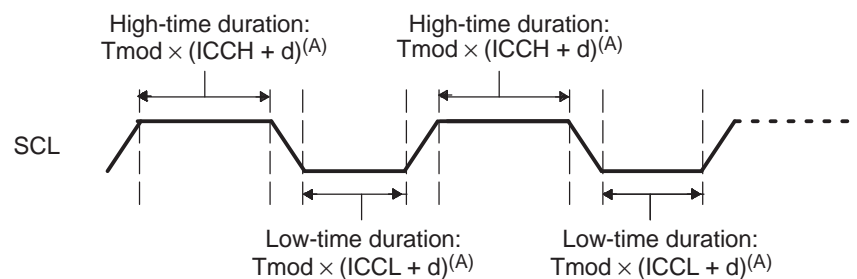 High-time duration:
Tmod × (ICCH + d)(A)
High-time duration:
Tmod × (ICCH + d)(A)
SCL
Low-time duration:
Tmod × (ICCL + d)(A)
Low-time duration:
Tmod × (ICCL + d)(A)